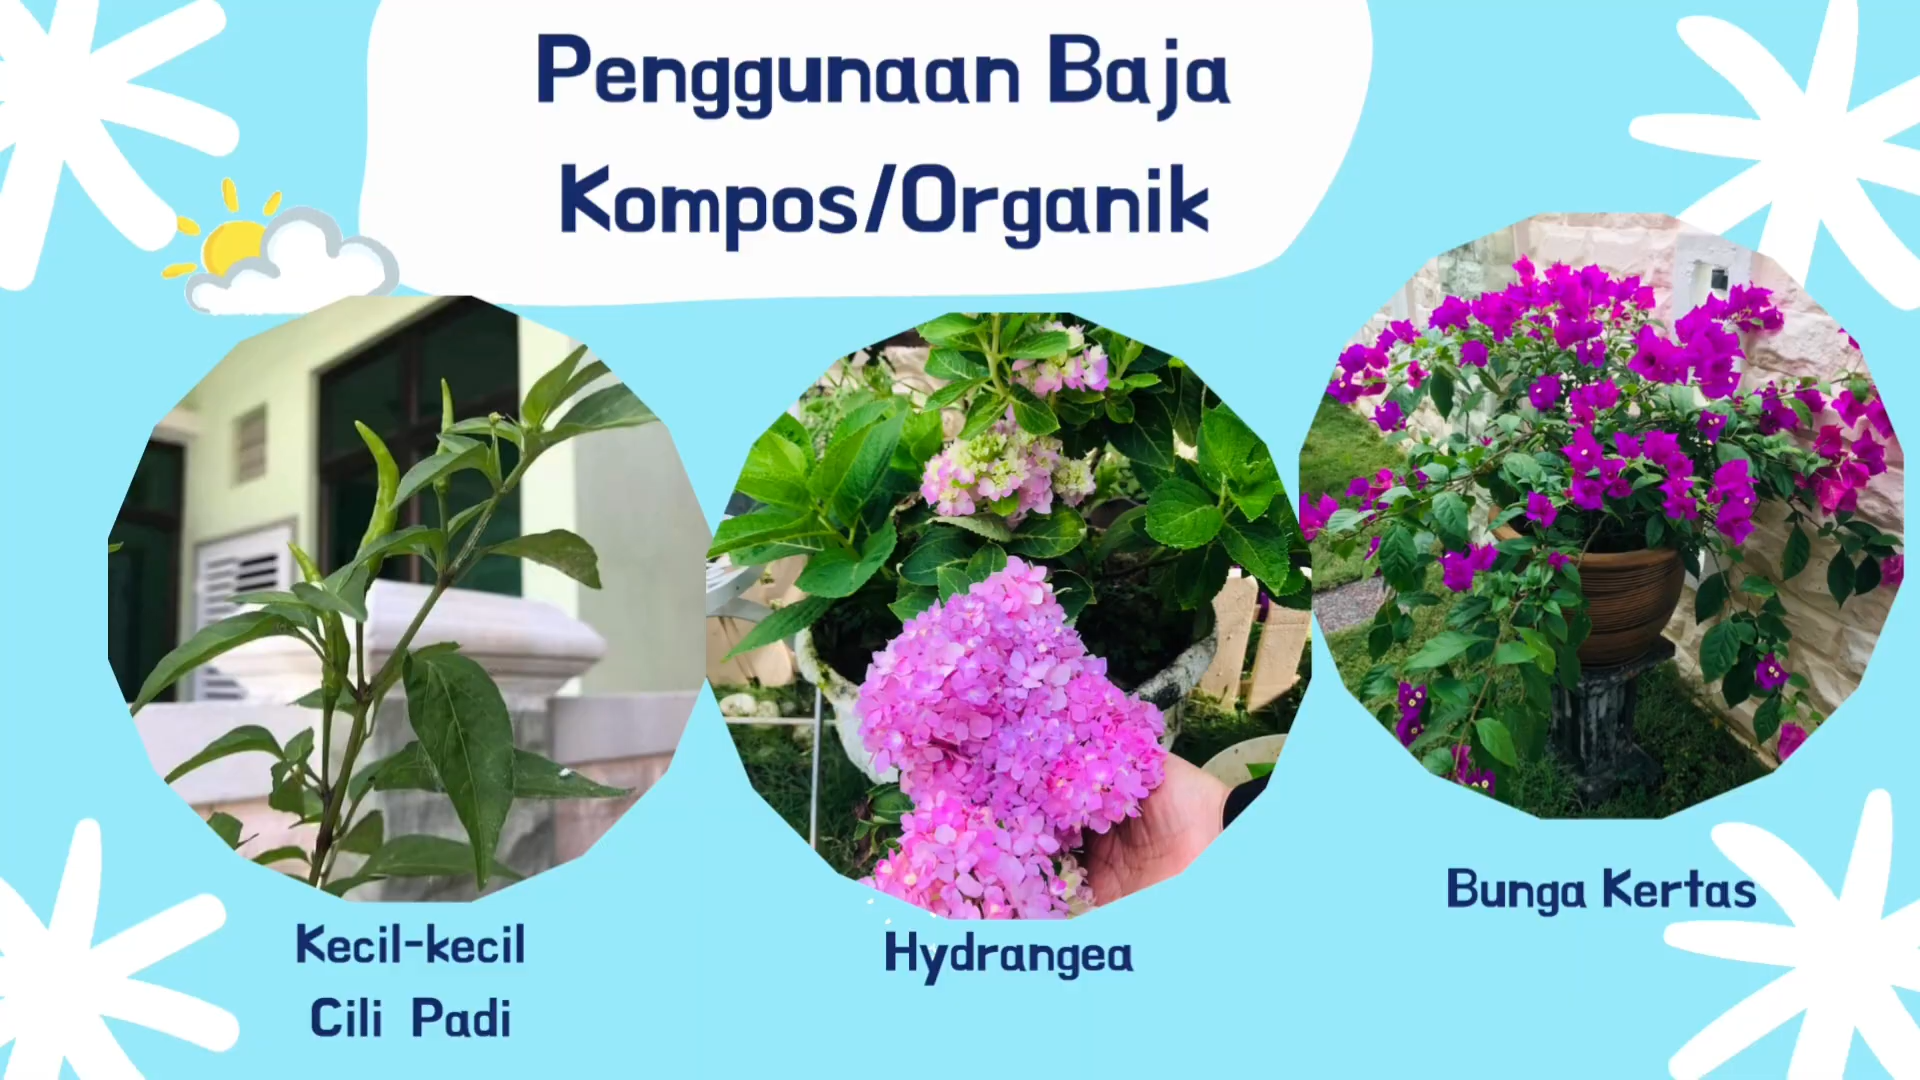 Penggunaan Baja
Kompos/Organik
Kecil-kecil
Cili Padi
Hydrangea
Bunga Kertas